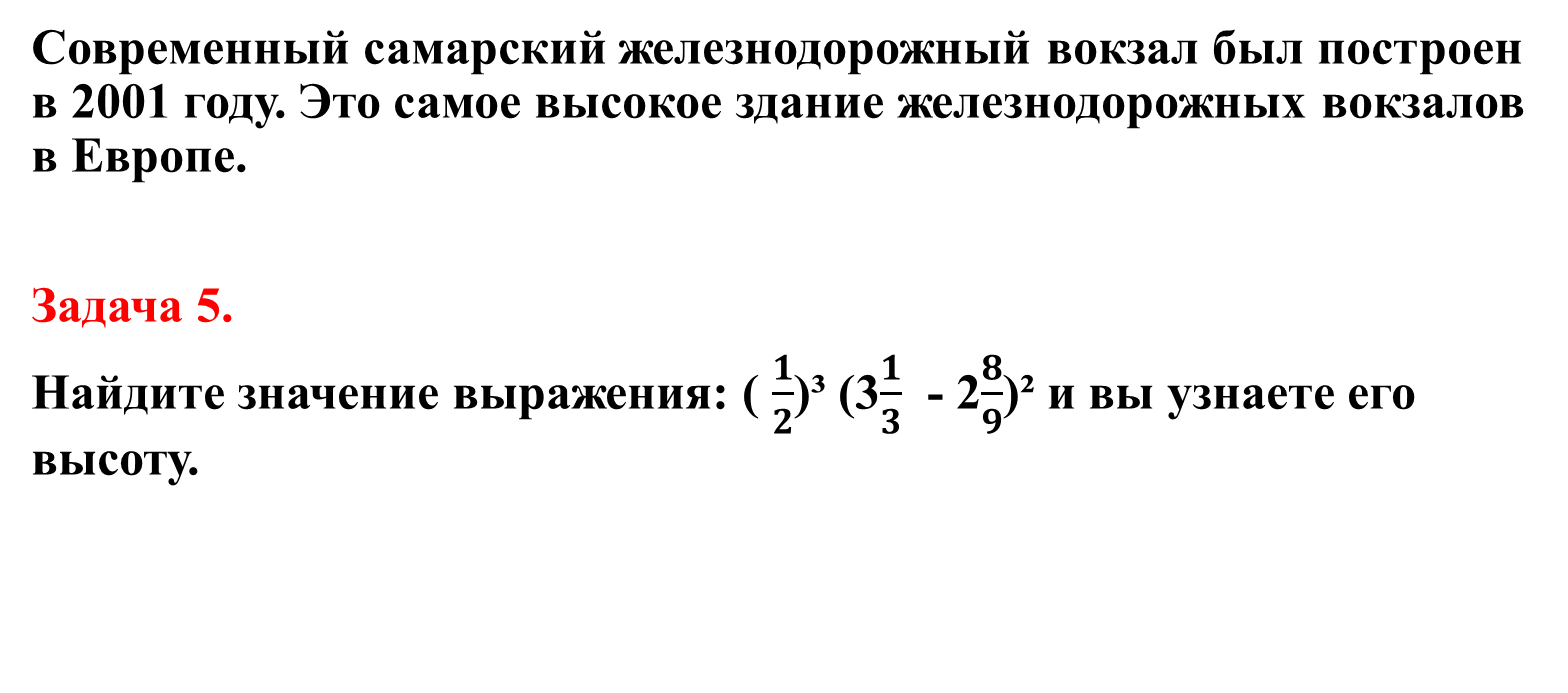 Современный самарский железнодорожный вокзал был построен
в 2001 году. Это самое высокое здание железнодорожных вокзалов
в Европе.
Задача 5.
Найдите значение выражения: ( 1/2)³ (3 1/3 - 2 8/9)² и вы узнаете его
высоту.